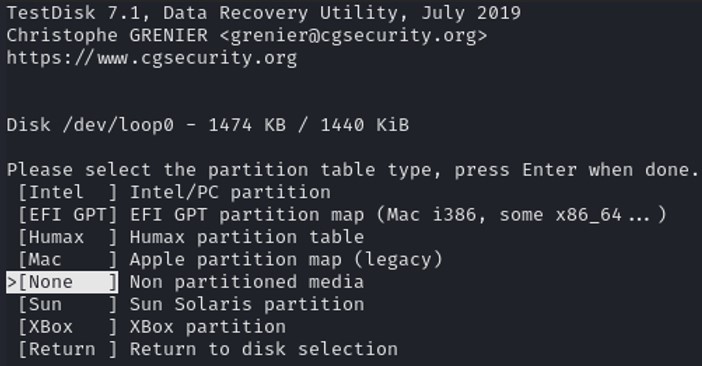 TestDisk 7.1, Data Recovery Utility, July 2019
Christophe GRENIER <grenier@cgsecurity.org>
https://www.cgsecurity.org
Disk /dev/loop0 - 1474 KB / 1440 KiB
Please select the partition table type, press Enter when done.
[Intel  ] Intel/PC partition
[EFI GPT] EFI GPT partition map (Mac i386, some x86_64...)
[Humax  ] Humax partition table
[Mac    ] Apple partition map (legacy)
>[None   ] Non partitioned media
[Sun    ] Sun Solaris partition
[XBox   ] XBox partition
[Return ] Return to disk selection